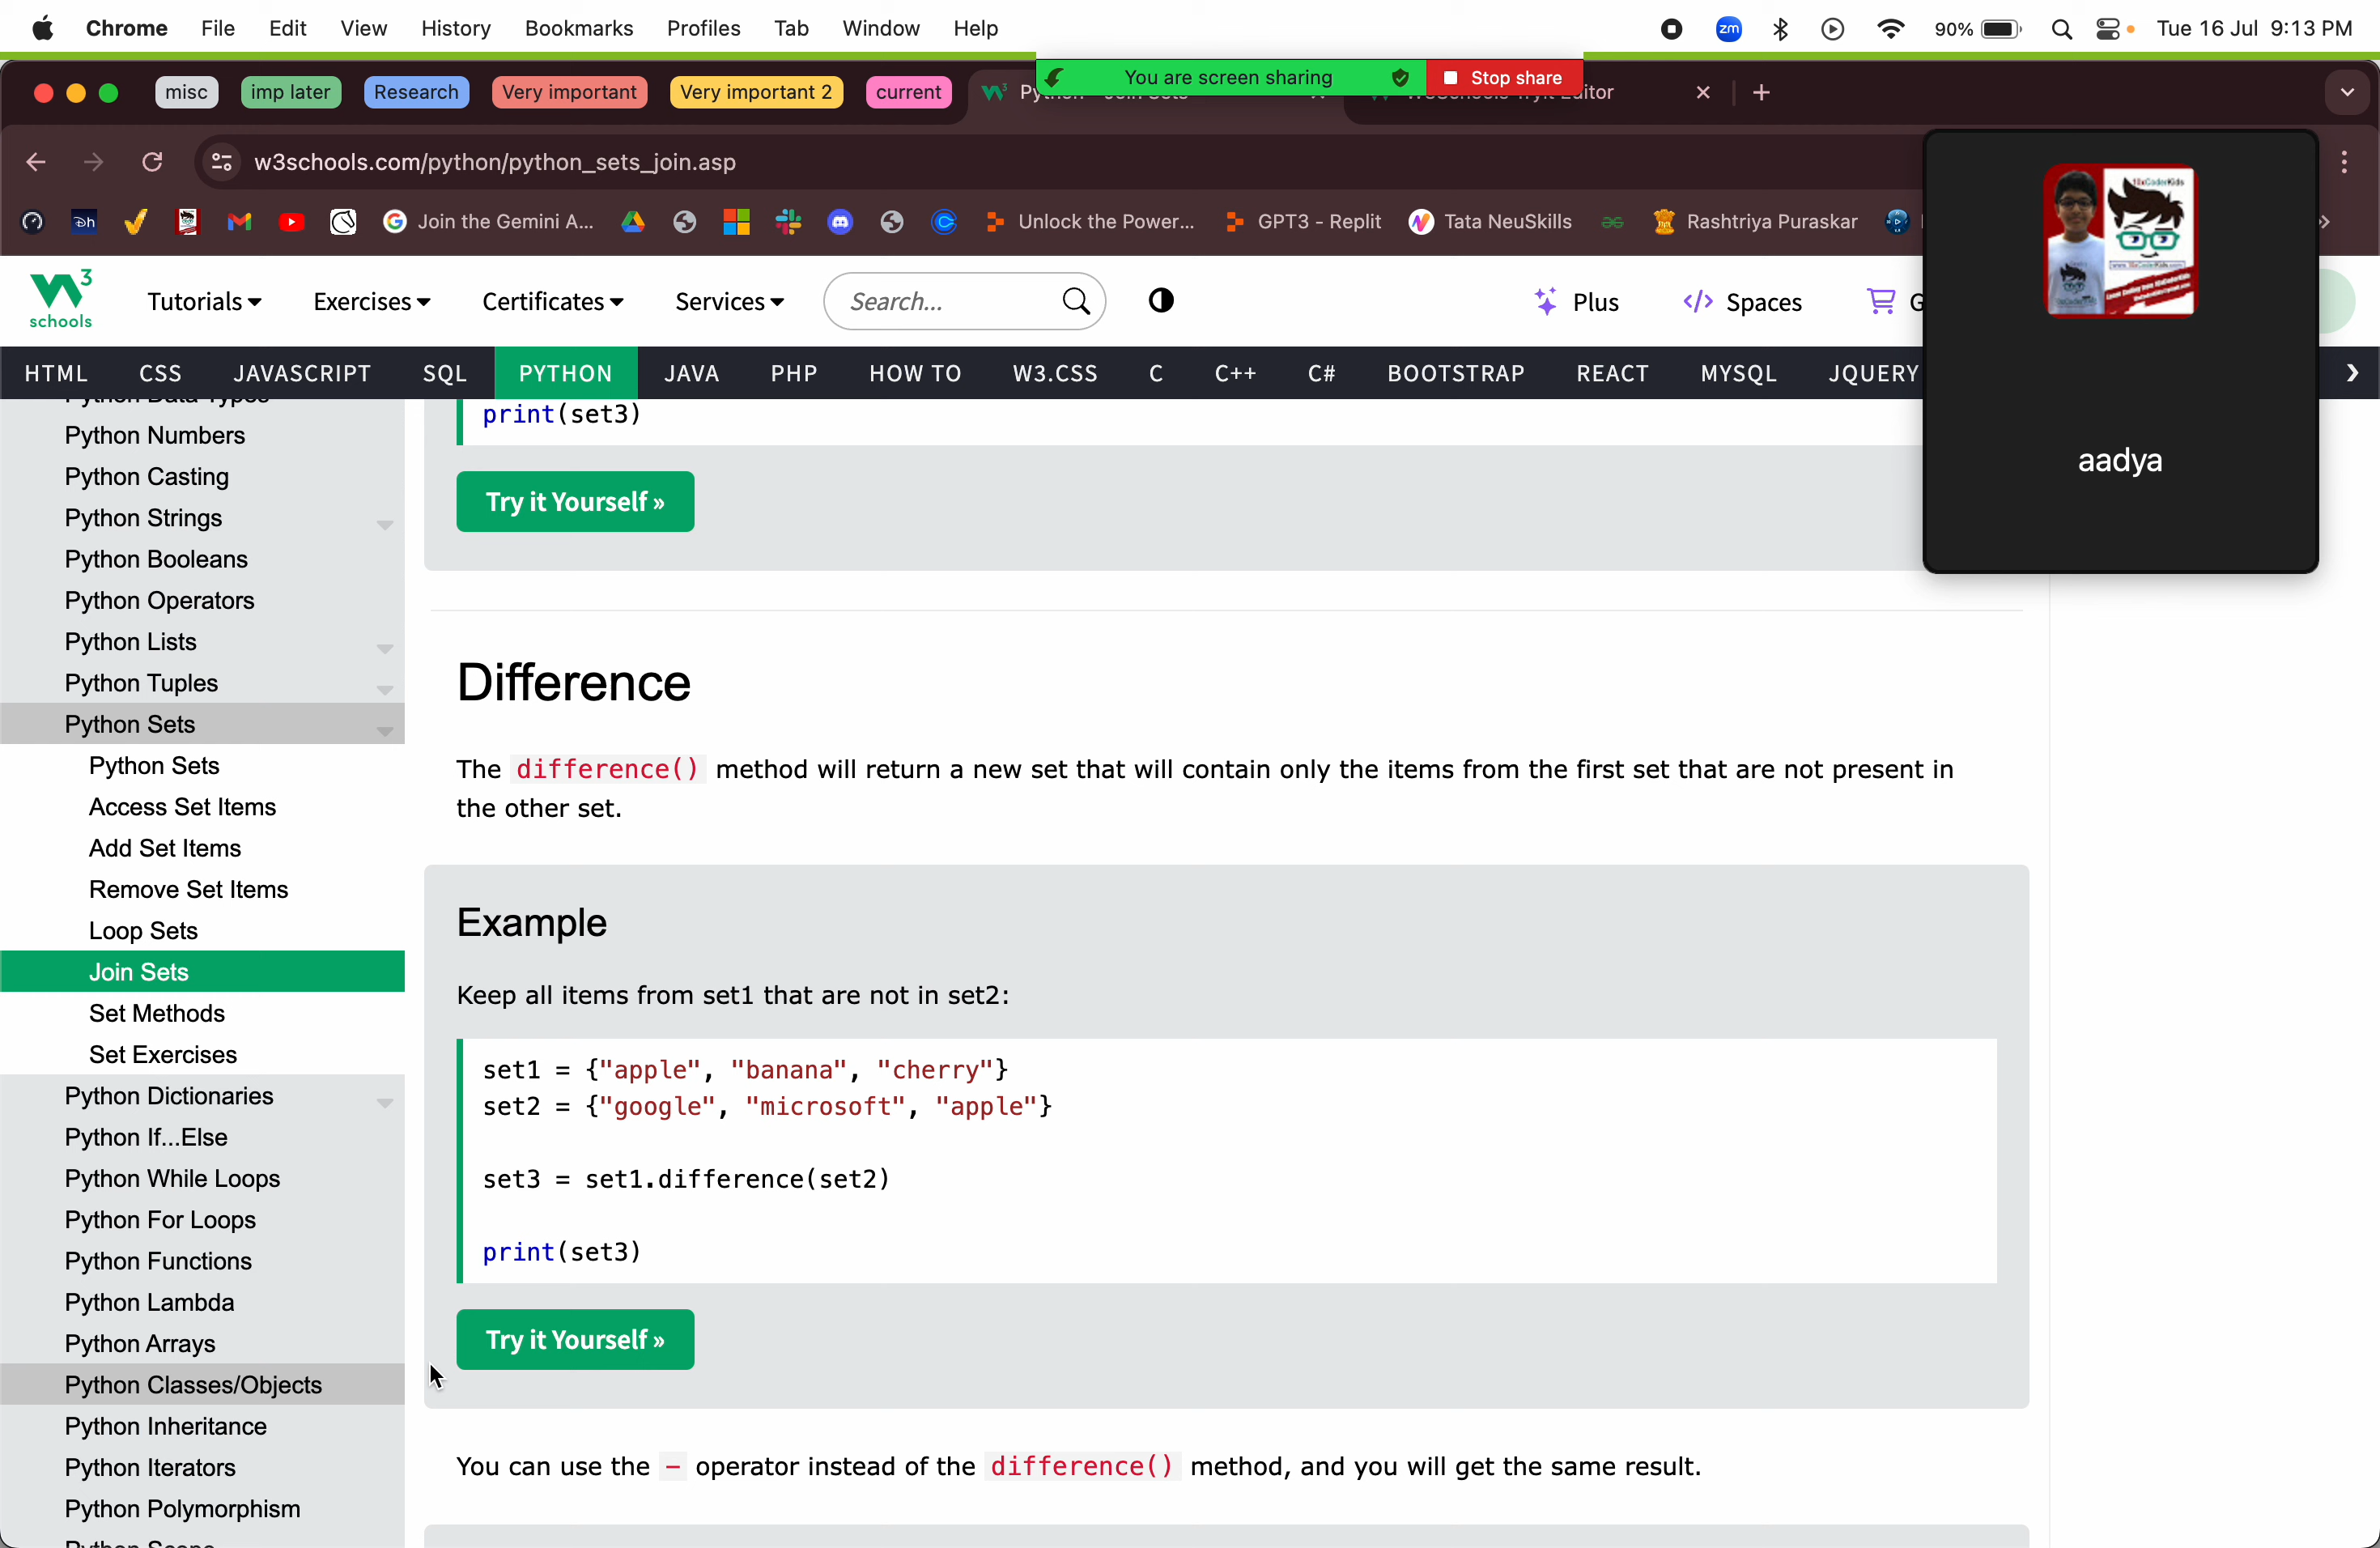 Chrome File Edit View History Bookmarks Profiles Tab Window Help
zm 90% Tue 16 Jul 9:13 PM
You are screen sharing Stop share
misc imp later Research Very important Very important 2 current
w3schools.com/python/python_sets_join.asp
Join the Gemini A... Unlock the Power... GPT3 - Replit Tata NeuSkills Rashtriya Puraskar
W3 schools Tutorials Exercises Certificates Services Search... Plus Spaces
HTML CSS JAVASCRIPT SQL PYTHON JAVA PHP HOW TO W3.CSS C C++ C# BOOTSTRAP REACT MYSQL JQUERY
aadya
Python Numbers
Python Casting
Python Strings
Python Booleans
Python Operators
Python Lists
Python Tuples
Python Sets
Python Sets
Access Set Items
Add Set Items
Remove Set Items
Loop Sets
Join Sets
Set Methods
Set Exercises
Python Dictionaries
Python If...Else
Python While Loops
Python For Loops
Python Functions
Python Lambda
Python Arrays
Python Classes/Objects
Python Inheritance
Python Iterators
Python Polymorphism
print(set3)
Try it Yourself »
Difference
The difference() method will return a new set that will contain only the items from the first set that are not present in
the other set.
Example
Keep all items from set1 that are not in set2:
set1 = {"apple", "banana", "cherry"}
set2 = {"google", "microsoft", "apple"}
set3 = set1.difference(set2)
print(set3)
Try it Yourself »
You can use the - operator instead of the difference() method, and you will get the same result.